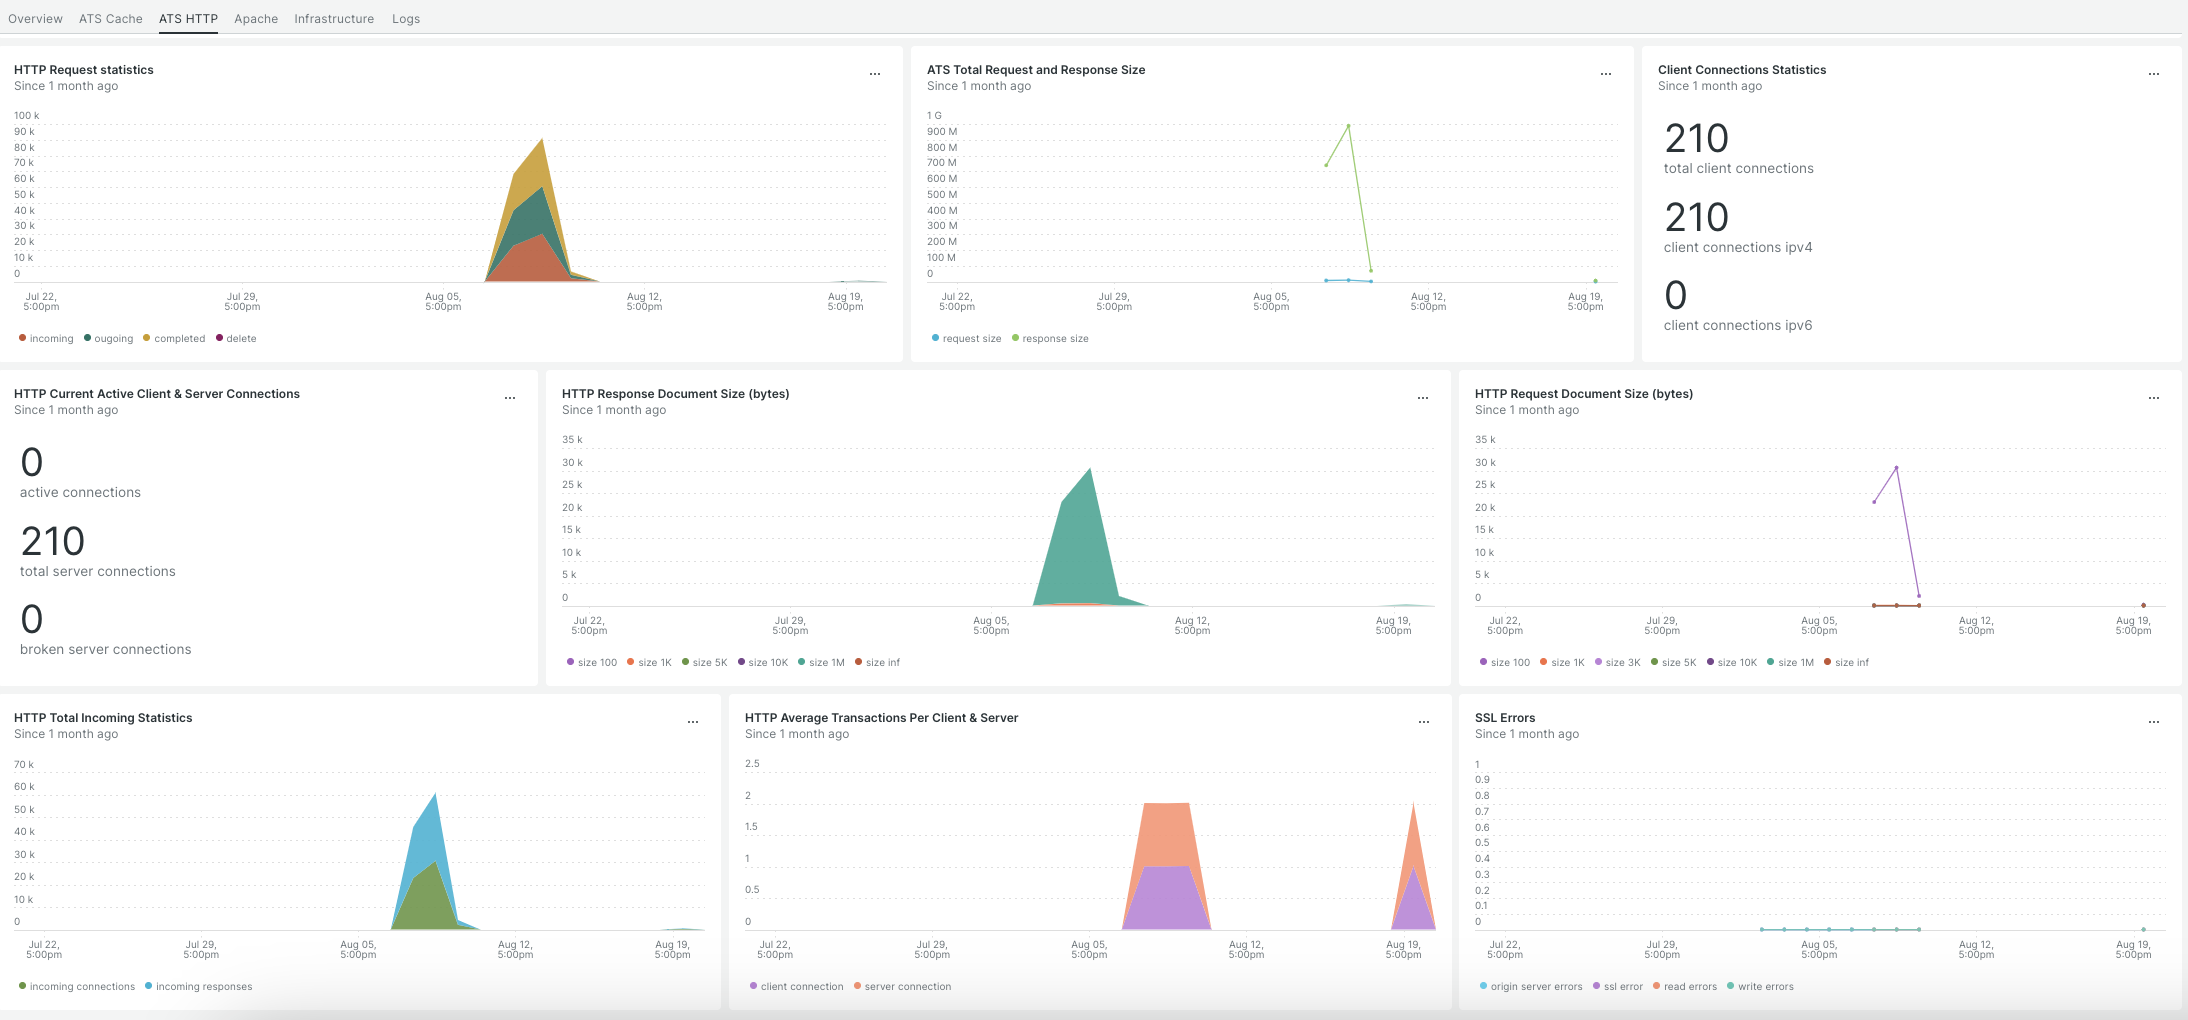 Overview ATS Cache ATS HTTP Apache Infrastructure Logs
HTTP Request statistics
Since 1 month ago
...
100 k
90 k
80 k
70 k
60 k
50 k
40 k
30 k
20 k
10 k
0
Jul 22, Jul 29, Aug 05, Aug 12, Aug 19,
5:00pm 5:00pm 5:00pm 5:00pm 5:00pm
incoming ougoing completed delete
ATS Total Request and Response Size
Since 1 month ago
...
1 G
900 M
800 M
700 M
600 M
500 M
400 M
300 M
200 M
100 M
0
Jul 22, Jul 29, Aug 05, Aug 12, Aug 19,
5:00pm 5:00pm 5:00pm 5:00pm 5:00pm
request size response size
Client Connections Statistics
Since 1 month ago
...
210
total client connections
210
client connections ipv4
0
client connections ipv6
HTTP Current Active Client & Server Connections
Since 1 month ago
...
0
active connections
210
total server connections
0
broken server connections
HTTP Response Document Size (bytes)
Since 1 month ago
...
35 k
30 k
25 k
20 k
15 k
10 k
5 k
0
Jul 22, Jul 29, Aug 05, Aug 12, Aug 19,
5:00pm 5:00pm 5:00pm 5:00pm 5:00pm
size 100 size 1K size 5K size 10K size 1M size inf
HTTP Request Document Size (bytes)
Since 1 month ago
...
35 k
30 k
25 k
20 k
15 k
10 k
5 k
0
Jul 22, Jul 29, Aug 05, Aug 12, Aug 19,
5:00pm 5:00pm 5:00pm 5:00pm 5:00pm
size 100 size 1K size 3K size 5K size 10K size 1M size inf
HTTP Total Incoming Statistics
Since 1 month ago
...
70 k
60 k
50 k
40 k
30 k
20 k
10 k
0
Jul 22, Jul 29, Aug 05, Aug 12, Aug 19,
5:00pm 5:00pm 5:00pm 5:00pm 5:00pm
incoming connections incoming responses
HTTP Average Transactions Per Client & Server
Since 1 month ago
...
2.5
2
1.5
1
0.5
0
Jul 22, Jul 29, Aug 05, Aug 12, Aug 19,
5:00pm 5:00pm 5:00pm 5:00pm 5:00pm
client connection server connection
SSL Errors
Since 1 month ago
...
1
0.9
0.8
0.7
0.6
0.5
0.4
0.3
0.2
0.1
0
Jul 22, Jul 29, Aug 05, Aug 12, Aug 19,
5:00pm 5:00pm 5:00pm 5:00pm 5:00pm
origin server errors ssl error read errors write errors